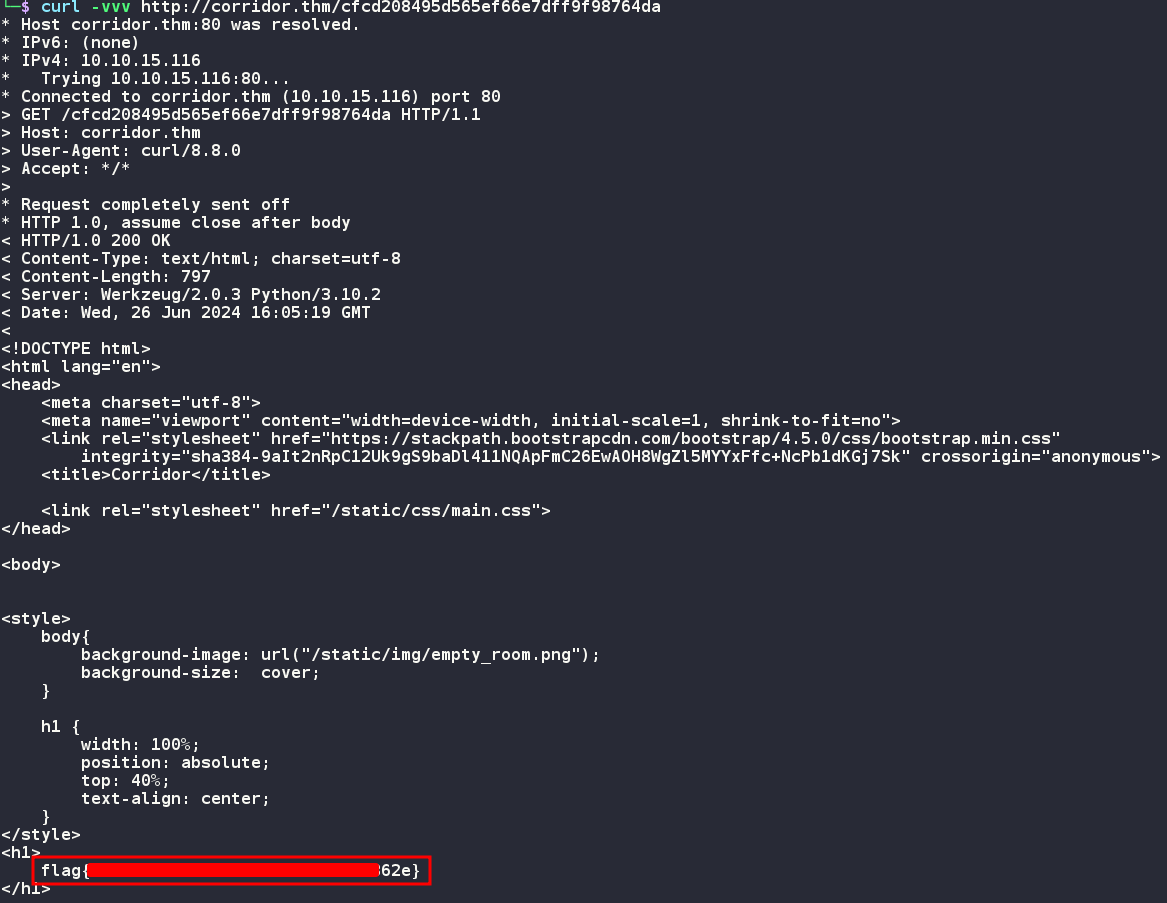 └─$ curl -vvv http://corridor.thm/cfcd208495d565ef66e7dff9f98764da
* Host corridor.thm:80 was resolved.
* IPv6: (none)
* IPv4: 10.10.15.116
*   Trying 10.10.15.116:80...
* Connected to corridor.thm (10.10.15.116) port 80
> GET /cfcd208495d565ef66e7dff9f98764da HTTP/1.1
> Host: corridor.thm
> User-Agent: curl/8.8.0
> Accept: */*
>
* Request completely sent off
* HTTP 1.0, assume close after body
< HTTP/1.0 200 OK
< Content-Type: text/html; charset=utf-8
< Content-Length: 797
< Server: Werkzeug/2.0.3 Python/3.10.2
< Date: Wed, 26 Jun 2024 16:05:19 GMT
<
<!DOCTYPE html>
<html lang="en">
<head>
    <meta charset="utf-8">
    <meta name="viewport" content="width=device-width, initial-scale=1, shrink-to-fit=no">
    <link rel="stylesheet" href="https://stackpath.bootstrapcdn.com/bootstrap/4.5.0/css/bootstrap.min.css"
        integrity="sha384-9aIt2nRpC12Uk9gS9baDl411NQApFmC26EwAOH8WgZl5MYYxFfc+NcPb1dKGj7Sk" crossorigin="anonymous">
    <title>Corridor</title>
    <link rel="stylesheet" href="/static/css/main.css">
</head>
<body>
<style>
    body{
        background-image: url("/static/img/empty_room.png");
        background-size:  cover;
    }
    h1 {
        width: 100%;
        position: absolute;
        top: 40%;
        text-align: center;
    }
</style>
<h1>
    flag{62e}
</h1>